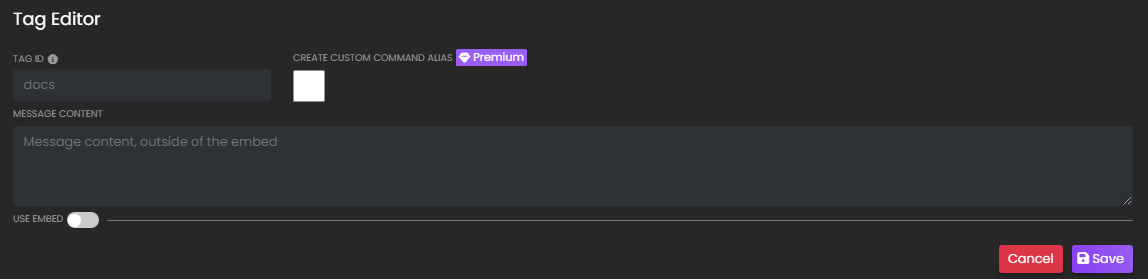 Tag Editor
TAG ID
CREATE CUSTOM COMMAND ALIAS Premium
docs
MESSAGE CONTENT
Message content, outside of the embed
USE EMBED
Cancel
Save